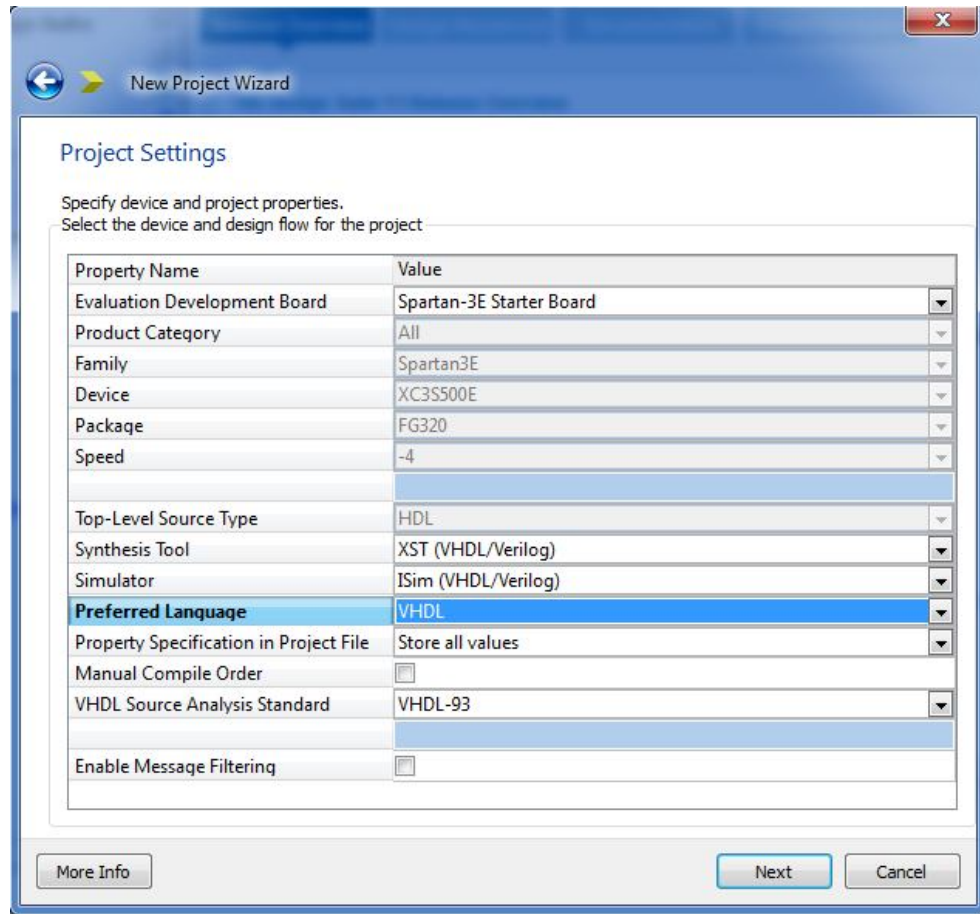 New Project Wizard
Project Settings
Specify device and project properties.
Select the device and design flow for the project
Property Name Value
Evaluation Development Board Spartan-3E Starter Board
Product Category All
Family Spartan3E
Device XC3S500E
Package FG320
Speed -4
Top-Level Source Type HDL
Synthesis Tool XST (VHDL/Verilog)
Simulator ISim (VHDL/Verilog)
Preferred Language VHDL
Property Specification in Project File Store all values
Manual Compile Order
VHDL Source Analysis Standard VHDL-93
Enable Message Filtering
More Info Next Cancel